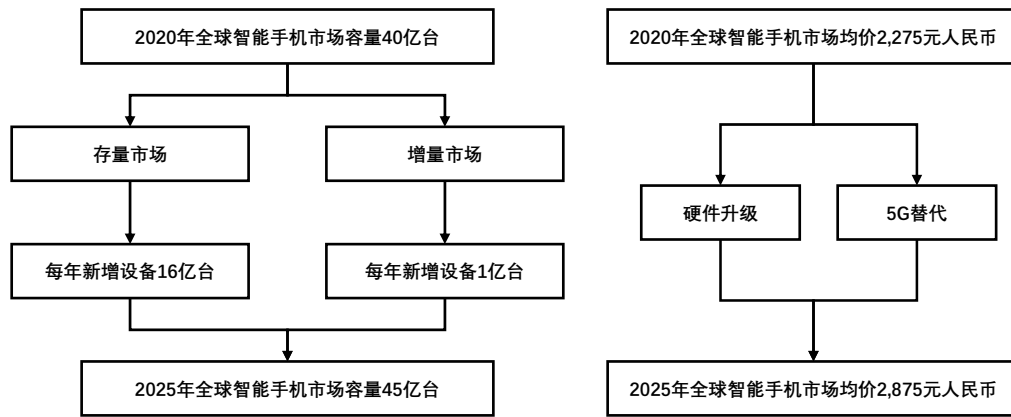 2020年全球智能手机市场容量40亿台
存量市场
增量市场
每年新增设备16亿台
每年新增设备1亿台
2025年全球智能手机市场容量45亿台
2020年全球智能手机市场均价2,275元人民币
硬件升级
5G替代
2025年全球智能手机市场均价2,875元人民币